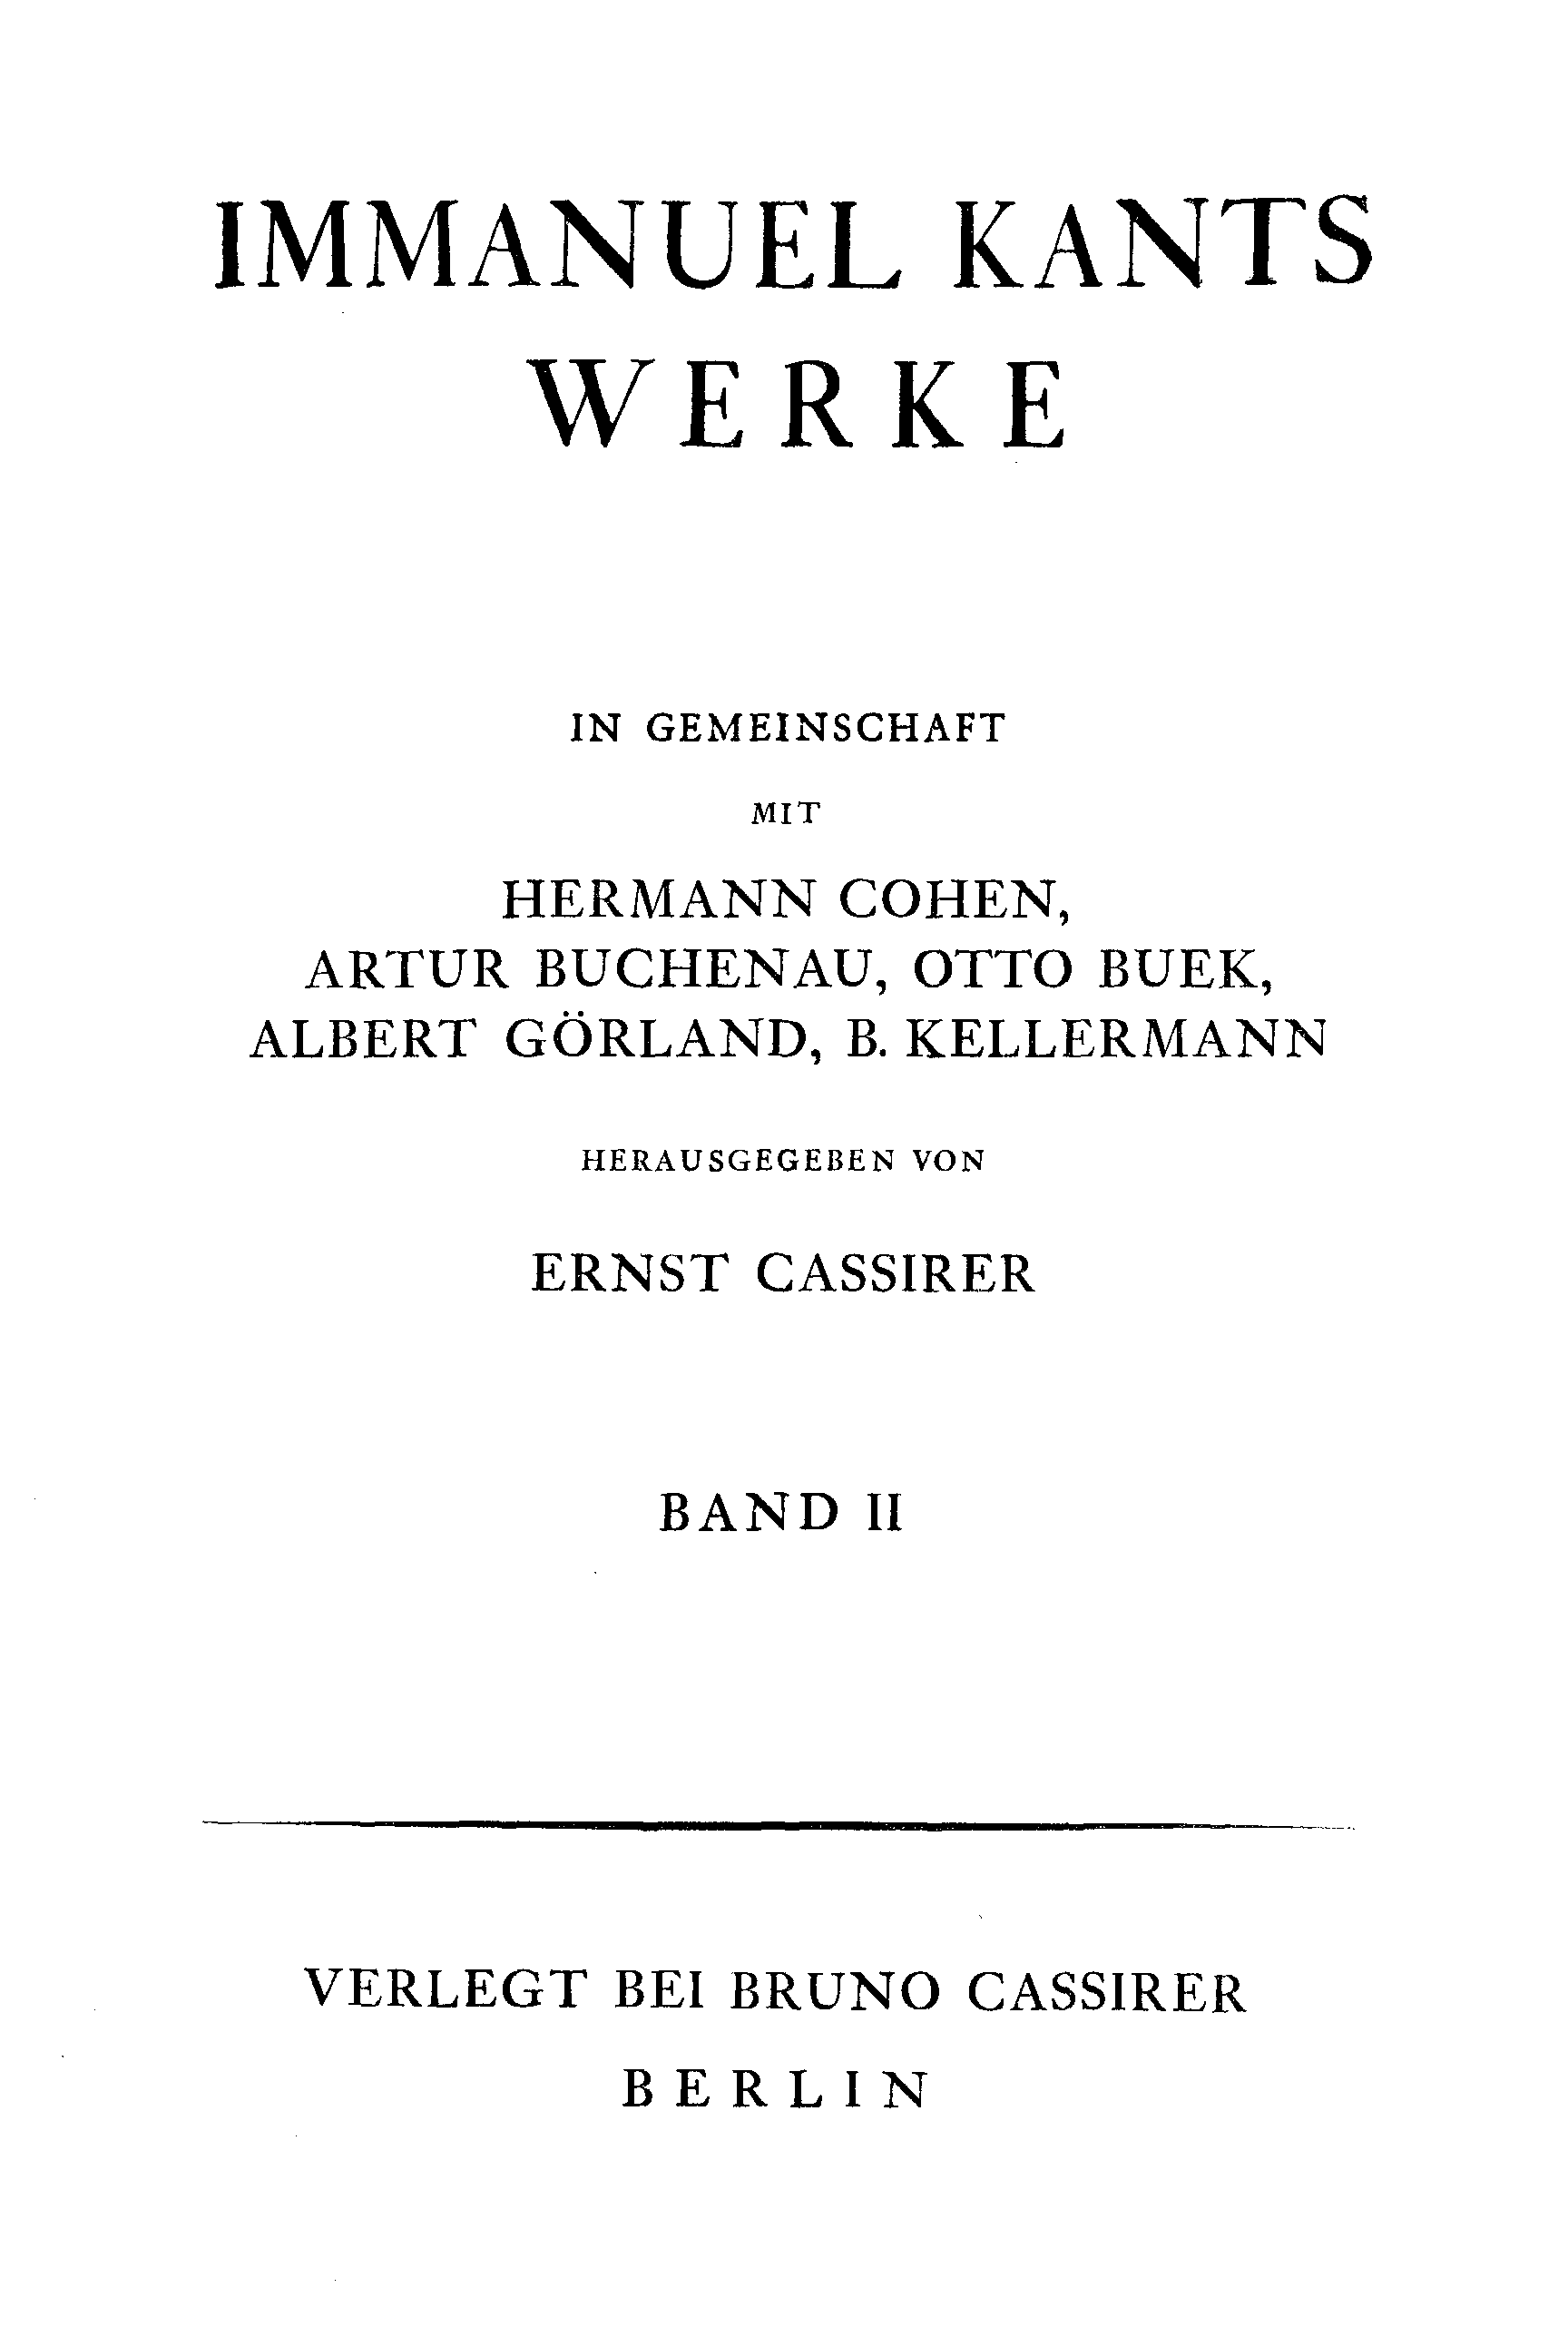 IMMANUEL KANTS
WERKE
IN GEMEINSCHAFT
MIT
HERMANN COHEN,
ARTUR BUCHENAU, OTTO BUEK,
ALBERT GÖRLAND, B. KELLERMANN
HERAUSGEGEBEN VON
ERNST CASSIRER
BAND II
VERLEGT BEI BRUNO CASSIRER
BERLIN